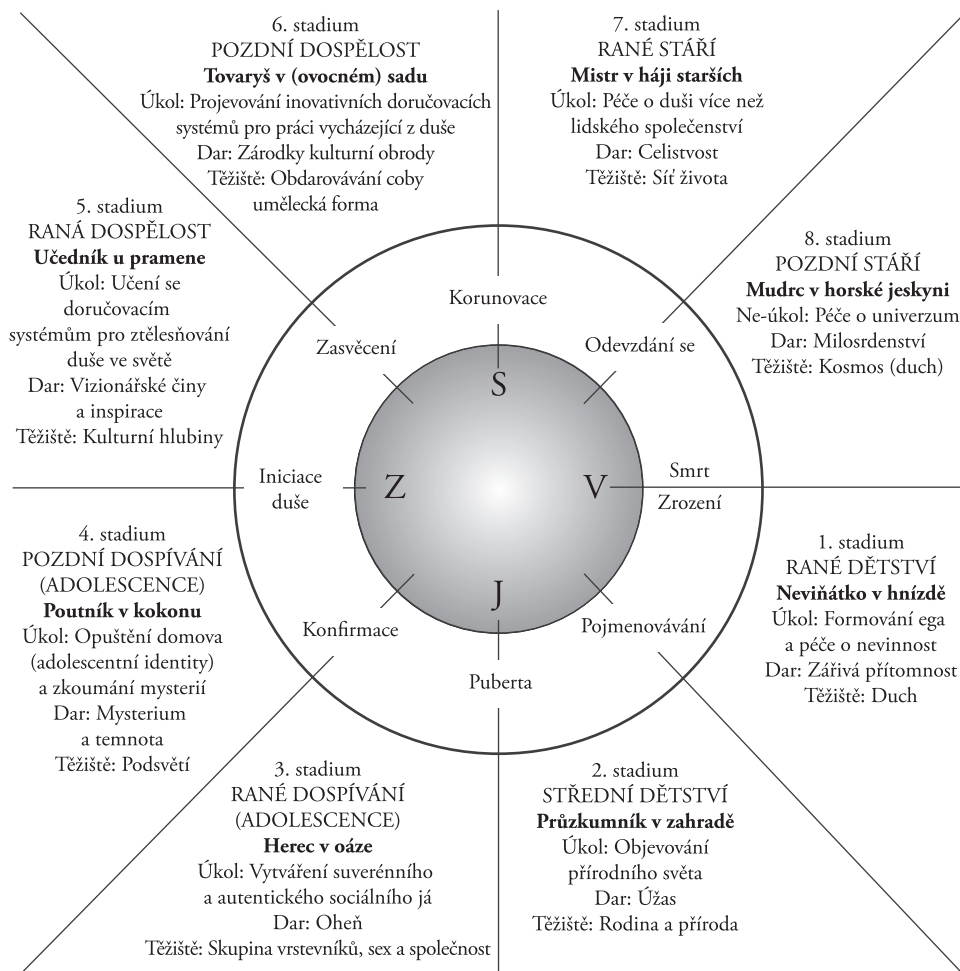 6. stadium
POZDNÍ DOSPĚLOST
Tovaryš v (ovocném) sadu
Úkol: Projevování inovativních doručovacích
systémů pro práci vycházející z duše
Dar: Zárodky kulturní obrody
Těžiště: Obdarovávání coby
umělecká forma
7. stadium
RANÉ STÁŘÍ
Mistr v háji starších
Úkol: Péče o duši více než
lidského společenství
Dar: Celistvost
Těžiště: Síť života
5. stadium
RANÁ DOSPĚLOST
Učedník u pramene
Úkol: Učení se
doručovacím
systémům pro ztělesňování
duše ve světě
Dar: Vizionářské činy
a inspirace
Těžiště: Kulturní hlubiny
8. stadium
POZDNÍ STÁŘÍ
Mudrc v horské jeskyni
Ne-úkol: Péče o univerzum
Dar: Milosrdenství
Těžiště: Kosmos (duch)
Korunovace
Zasvěcení
Odevzdání se
S
Iniciace
duše
Z
V
Smrt
Zrození
J
Konfirmace
Pojmenovávání
Puberta
4. stadium
POZDNÍ DOSPÍVÁNÍ
(ADOLESCENCE)
Poutník v kokonu
Úkol: Opuštění domova
(adolescentní identity)
a zkoumání mysterií
Dar: Mysterium
a temnota
Těžiště: Podsvětí
1. stadium
RANÉ DĚTSTVÍ
Neviňátko v hnízdě
Úkol: Formování ega
a péče o nevinnost
Dar: Zářivá přítomnost
Těžiště: Duch
3. stadium
RANÉ DOSPÍVÁNÍ
(ADOLESCENCE)
Herec v oáze
Úkol: Vytváření suverénního
a autentického sociálního já
Dar: Oheň
Těžiště: Skupina vrstevníků, sex a společnost
2. stadium
STŘEDNÍ DĚTSTVÍ
Průzkumník v zahradě
Úkol: Objevování
přírodního světa
Dar: Úžas
Těžiště: Rodina a příroda